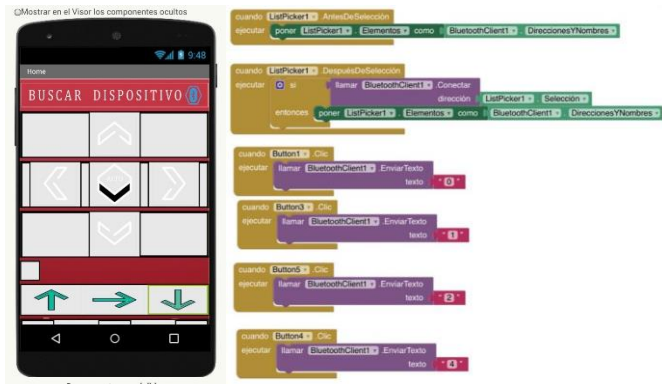 Mostrar en el Visor los componentes ocultos
9:48
Home
BUSCAR DISPOSITIVO
cuando ListPicker1 .AntesDeSelección
ejecutar poner ListPicker1 . Elementos como BluetoothClient1 . DireccionesYNombres
cuando ListPicker1 .DespuésDeSelección
ejecutar si llamar BluetoothClient1 .Conectar
dirección ListPicker1 . Selección
entonces poner ListPicker1 . Elementos como BluetoothClient1 . DireccionesYNombres
cuando Button1 .Clic
ejecutar llamar BluetoothClient1 .EnviarTexto
texto " 0 "
cuando Button3 .Clic
ejecutar llamar BluetoothClient1 .EnviarTexto
texto " 1 "
cuando Button5 .Clic
ejecutar llamar BluetoothClient1 .EnviarTexto
texto " 2 "
cuando Button4 .Clic
ejecutar llamar BluetoothClient1 .EnviarTexto
texto " 4 "